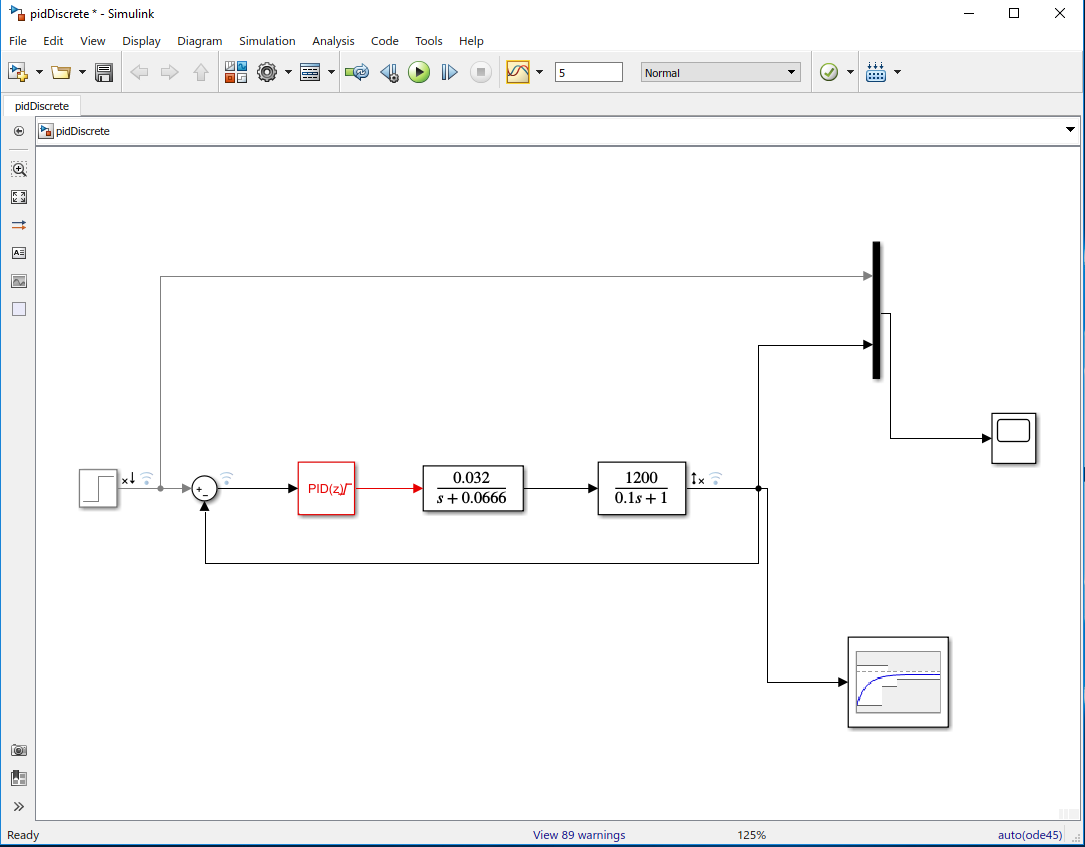 pidDiscrete * - Simulink
File Edit View Display Diagram Simulation Analysis Code Tools Help
5 Normal
pidDiscrete
pidDiscrete
PID(z)
0.032
s + 0.0666
1200
0.1s + 1
Ready View 89 warnings 125% auto(ode45)